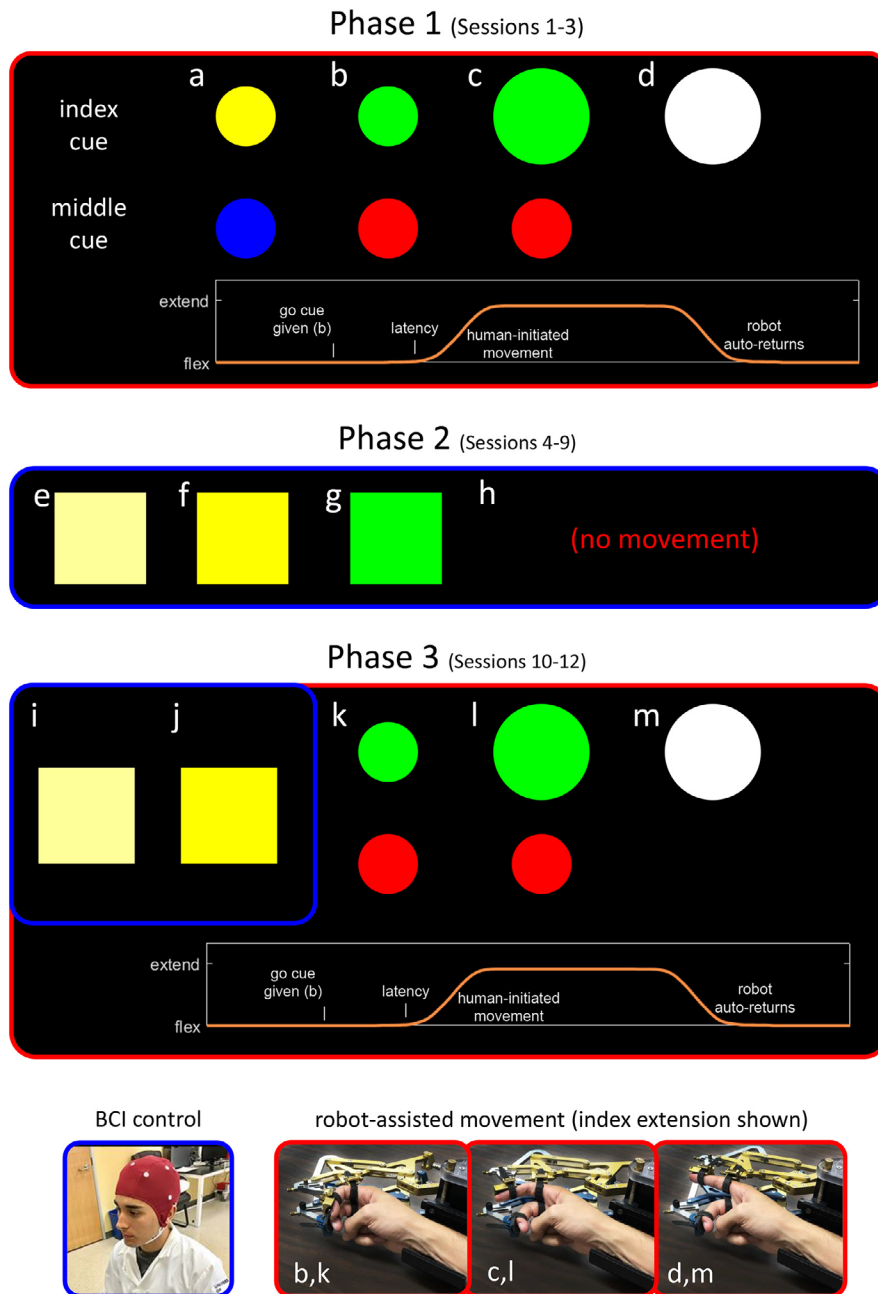 Phase 1 (Sessions 1-3)
a b c d
index
cue
middle
cue
extend
flex
go cue
given (b)
latency
human-initiated
movement
robot
auto-returns
Phase 2 (Sessions 4-9)
e f g h
(no movement)
Phase 3 (Sessions 10-12)
i j k l m
extend
flex
go cue
given (b)
latency
human-initiated
movement
robot
auto-returns
BCI control
robot-assisted movement (index extension shown)
b,k c,l d,m